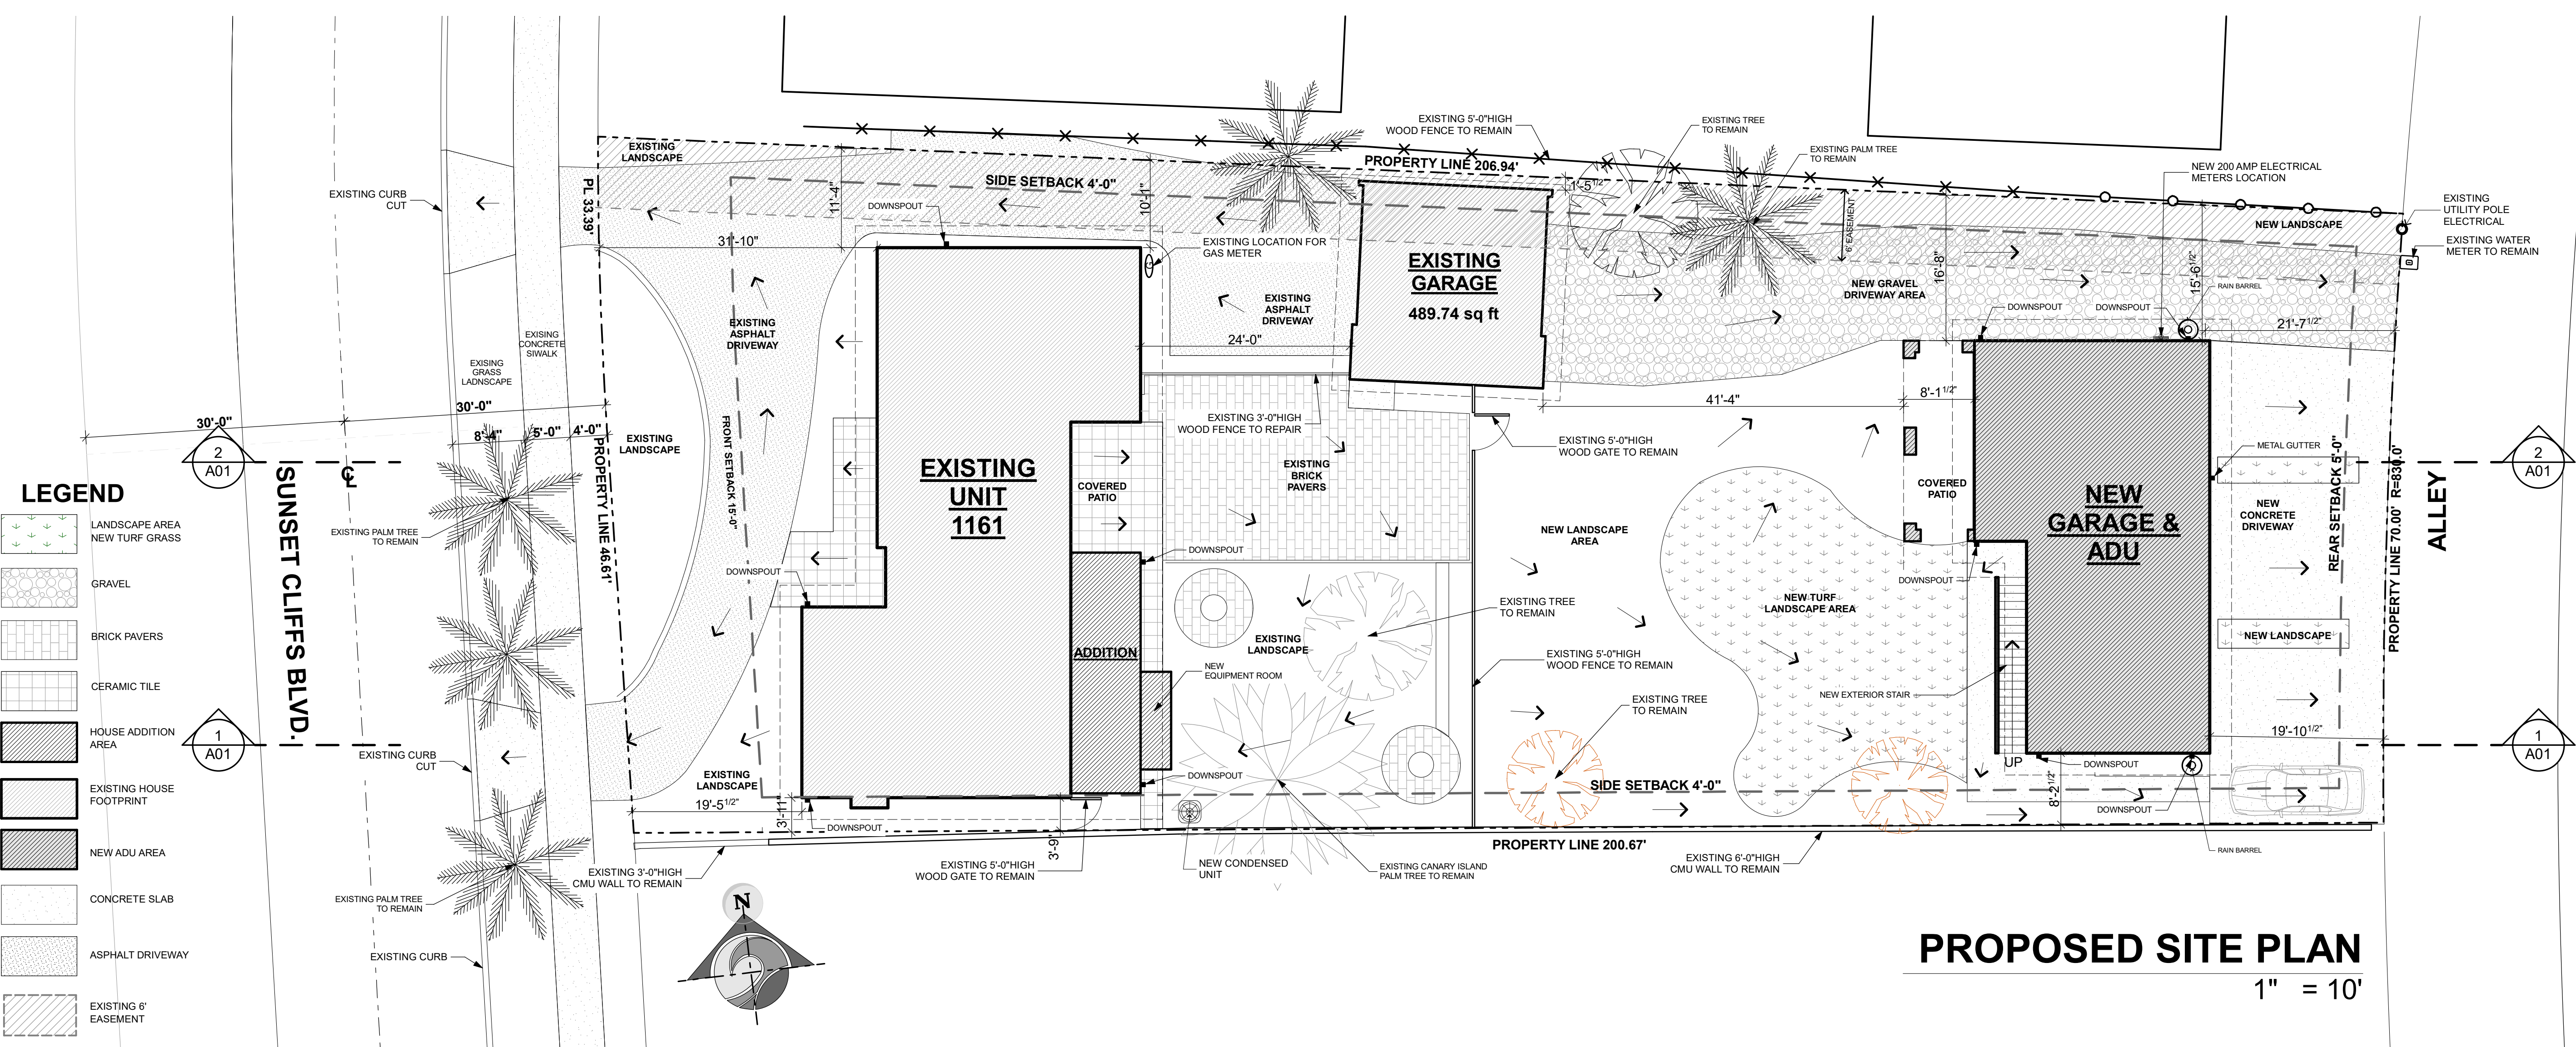 EXISTING 5'-0"HIGH
WOOD FENCE TO REMAIN
EXISTING TREE
TO REMAIN
EXISTING PALM TREE
TO REMAIN
NEW 200 AMP ELECTRICAL
METERS LOCATION
EXISTING
UTILITY POLE
ELECTRICAL
EXISTING WATER
METER TO REMAIN
EXISTING
LANDSCAPE
PROPERTY LINE 206.94'
SIDE SETBACK 4'-0"
EXISTING CURB
CUT
PL 33.39'
11'-4"
10'-1"
1'-5 1/2"
6' EASEMENT
NEW LANDSCAPE
DOWNSPOUT
31'-10"
EXISTING LOCATION FOR
GAS METER
G
EXISTING
GARAGE
489.74 sq ft
16'-8"
15'-6 1/2"
NEW GRAVEL
DRIVEWAY AREA
RAIN BARREL
DOWNSPOUT
DOWNSPOUT
21'-7 1/2"
EXISTING
ASPHALT
DRIVEWAY
EXISTING
ASPHALT
DRIVEWAY
24'-0"
EXISING
CONCRETE
SIWALK
EXISING
GRASS
LADNSCAPE
8'-1 1/2"
41'-4"
30'-0"
30'-0"
8'-4"
5'-0"
4'-0"
EXISTING
LANDSCAPE
FRONT SETBACK 15'-0"
PROPERTY LINE 46.61'
EXISTING 3'-0"HIGH
WOOD FENCE TO REPAIR
EXISTING 5'-0"HIGH
WOOD GATE TO REMAIN
METAL GUTTER
2
A01
2
A01
SUNSET CLIFFS BLVD.
CL
EXISTING
UNIT
1161
COVERED
PATIO
EXISTING
BRICK
PAVERS
COVERED
PATIO
NEW
GARAGE &
ADU
NEW
CONCRETE
DRIVEWAY
REAR SETBACK 5'-0"
PROPERTY LINE 70.00' R=830.0'
ALLEY
LEGEND
LANDSCAPE AREA
NEW TURF GRASS
GRAVEL
BRICK PAVERS
CERAMIC TILE
HOUSE ADDITION
AREA
EXISTING HOUSE
FOOTPRINT
NEW ADU AREA
CONCRETE SLAB
ASPHALT DRIVEWAY
EXISTING 6'
EASEMENT
EXISTING PALM TREE
TO REMAIN
NEW LANDSCAPE
AREA
DOWNSPOUT
DOWNSPOUT
DOWNSPOUT
NEW TURF
LANDSCAPE AREA
EXISTING TREE
TO REMAIN
EXISTING
LANDSCAPE
ADDITION
NEW
EQUIPMENT ROOM
EXISTING 5'-0"HIGH
WOOD FENCE TO REMAIN
NEW LANDSCAPE
NEW EXTERIOR STAIR
EXISTING TREE
TO REMAIN
1
A01
1
A01
19'-10 1/2"
EXISTING CURB
CUT
UP
DOWNSPOUT
EXISTING
LANDSCAPE
DOWNSPOUT
SIDE SETBACK 4'-0"
8'-2 1/2"
19'-5 1/2"
3'-11"
DOWNSPOUT
DOWNSPOUT
3'-9"
PROPERTY LINE 200.67'
RAIN BARREL
EXISTING 3'-0"HIGH
CMU WALL TO REMAIN
EXISTING 5'-0"HIGH
WOOD GATE TO REMAIN
NEW CONDENSED
UNIT
EXISTING CANARY ISLAND
PALM TREE TO REMAIN
EXISTING 6'-0"HIGH
CMU WALL TO REMAIN
EXISTING PALM TREE
TO REMAIN
N
EXISTING CURB
PROPOSED SITE PLAN
1" = 10'